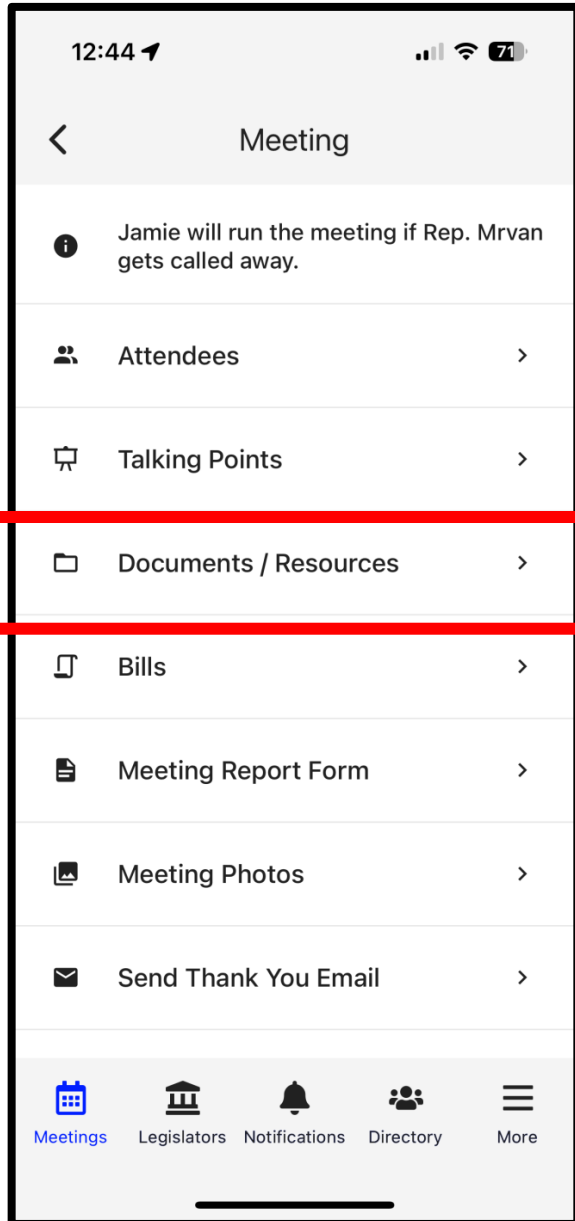 12:44
71
Meeting
Jamie will run the meeting if Rep. Mrvan
gets called away.
Attendees
Talking Points
Documents / Resources
Bills
Meeting Report Form
Meeting Photos
Send Thank You Email
Meetings Legislators Notifications Directory More